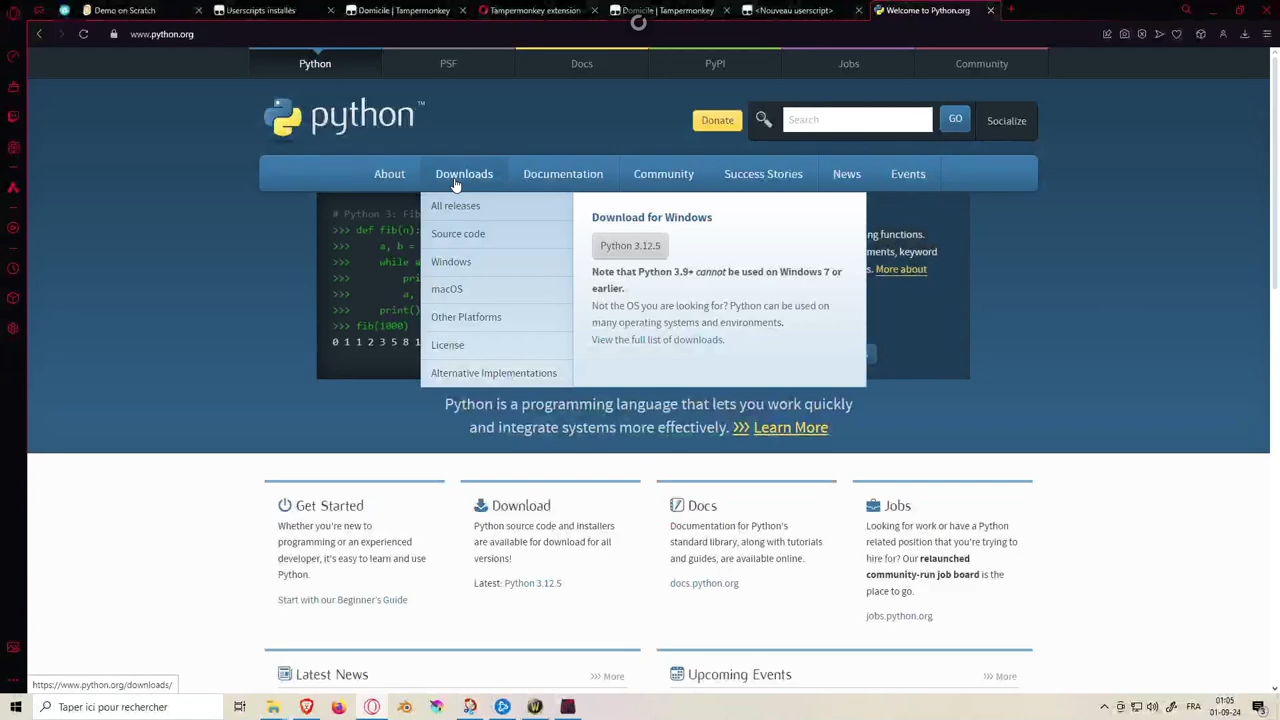 Demo on Scratch
Userscripts installés
Domicile | Tampermonkey
Tampermonkey extension
Domicile | Tampermonkey
<Nouveau userscript>
Welcome to Python.org
www.python.org
Python
PSF
Docs
PyPI
Jobs
Community
python™
Donate
Search
GO
Socialize
About
Downloads
Documentation
Community
Success Stories
News
Events
# Python 3: Fib
>>> def fib(n):
>>> a, b =
>>> while
>>> pri
>>> a,
>>> print()
>>> fib(1000)
0 1 1 2 3 5 8 1
All releases
Source code
Windows
macOS
Other Platforms
License
Alternative Implementations
Download for Windows
Python 3.12.5
Note that Python 3.9+ cannot be used on Windows 7 or
earlier.
Not the OS you are looking for? Python can be used on
many operating systems and environments.
View the full list of downloads.
ng functions.
ments, keyword
s. More about
Python is a programming language that lets you work quickly
and integrate systems more effectively. >>> Learn More
Get Started
Whether you're new to
programming or an experienced
developer, it's easy to learn and use
Python.
Start with our Beginner's Guide
Download
Python source code and installers
are available for download for all
versions!
Latest: Python 3.12.5
Docs
Documentation for Python's
standard library, along with tutorials
and guides, are available online.
docs.python.org
Jobs
Looking for work or have a Python
related position that you're trying to
hire for? Our relaunched
community-run job board is the
place to go.
jobs.python.org
Latest News
>>> More
Upcoming Events
>>> More
https://www.python.org/downloads/
Taper ici pour rechercher
FRA
01:05
01-09-24